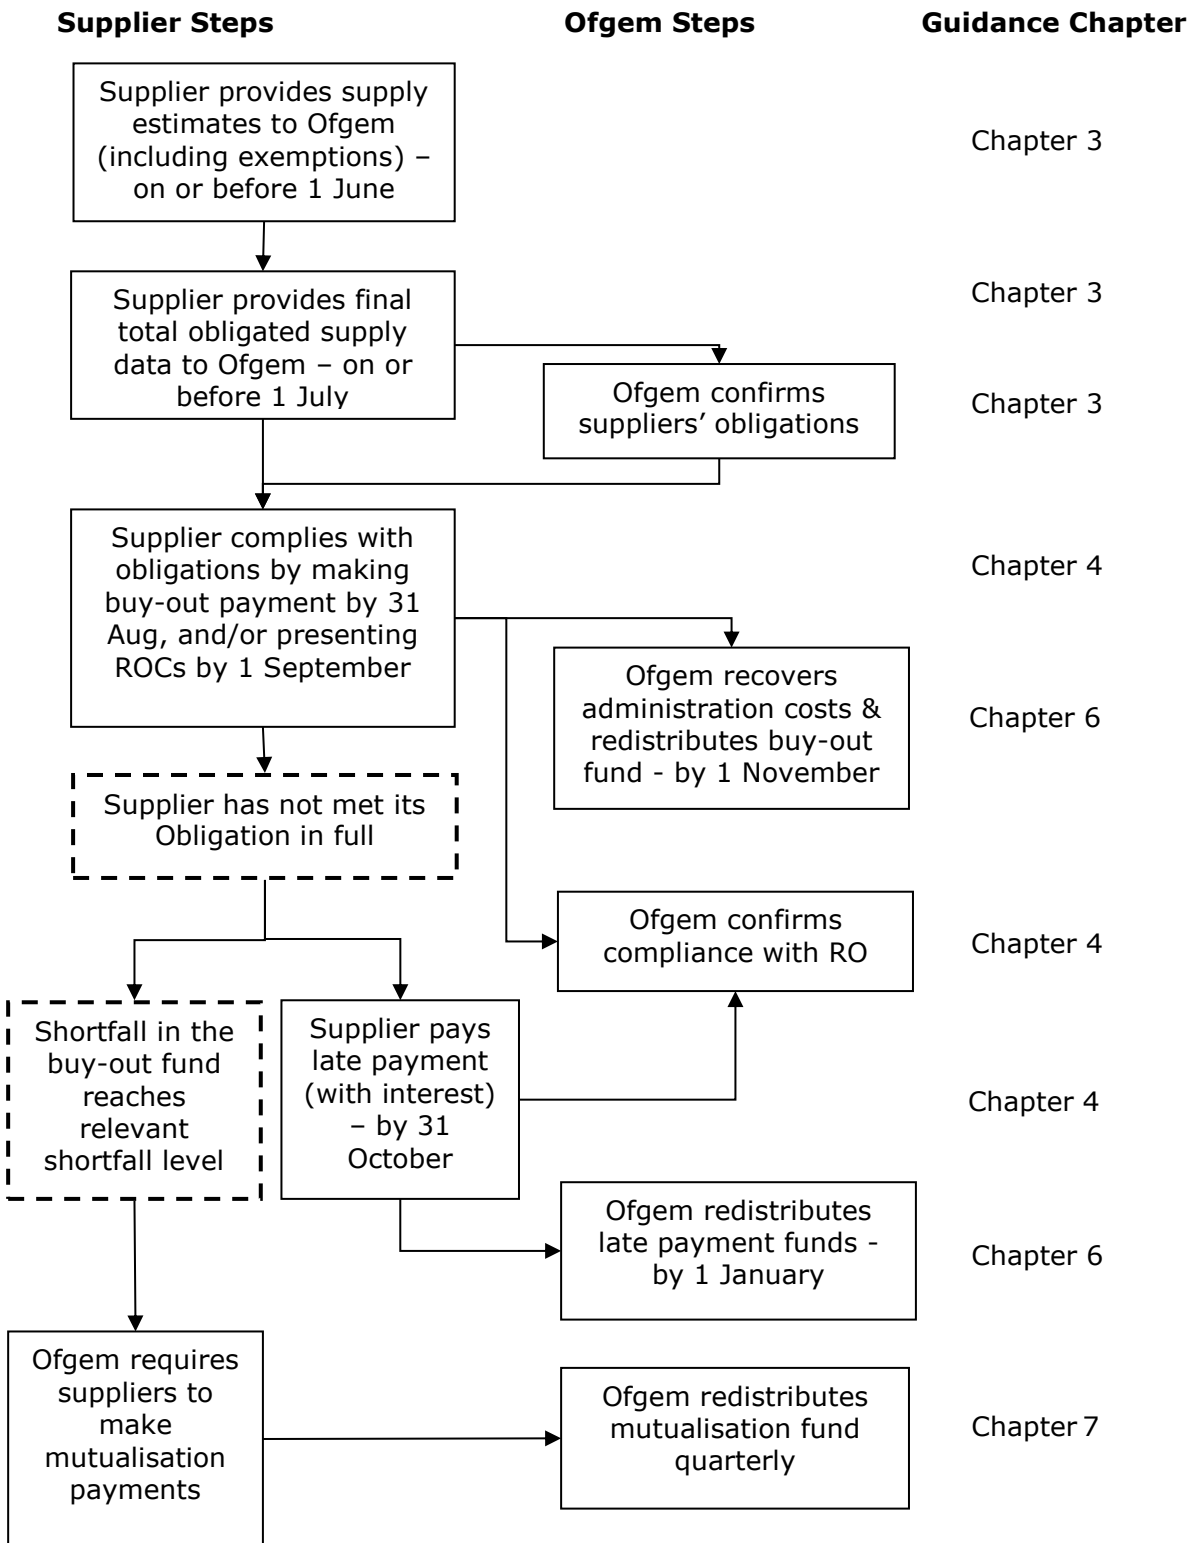 Supplier Steps
Ofgem Steps
Guidance Chapter
Supplier provides supply
estimates to Ofgem
(including exemptions) –
on or before 1 June
Chapter 3
Supplier provides final
total obligated supply
data to Ofgem – on or
before 1 July
Chapter 3
Ofgem confirms
suppliers’ obligations
Chapter 3
Supplier complies with
obligations by making
buy-out payment by 31
Aug, and/or presenting
ROCs by 1 September
Chapter 4
Ofgem recovers
administration costs &
redistributes buy-out
fund - by 1 November
Chapter 6
Supplier has not met its
Obligation in full
Ofgem confirms
compliance with RO
Chapter 4
Shortfall in the
buy-out fund
reaches
relevant
shortfall level
Supplier pays
late payment
(with interest)
– by 31
October
Chapter 4
Ofgem redistributes
late payment funds -
by 1 January
Chapter 6
Ofgem requires
suppliers to
make
mutualisation
payments
Ofgem redistributes
mutualisation fund
quarterly
Chapter 7